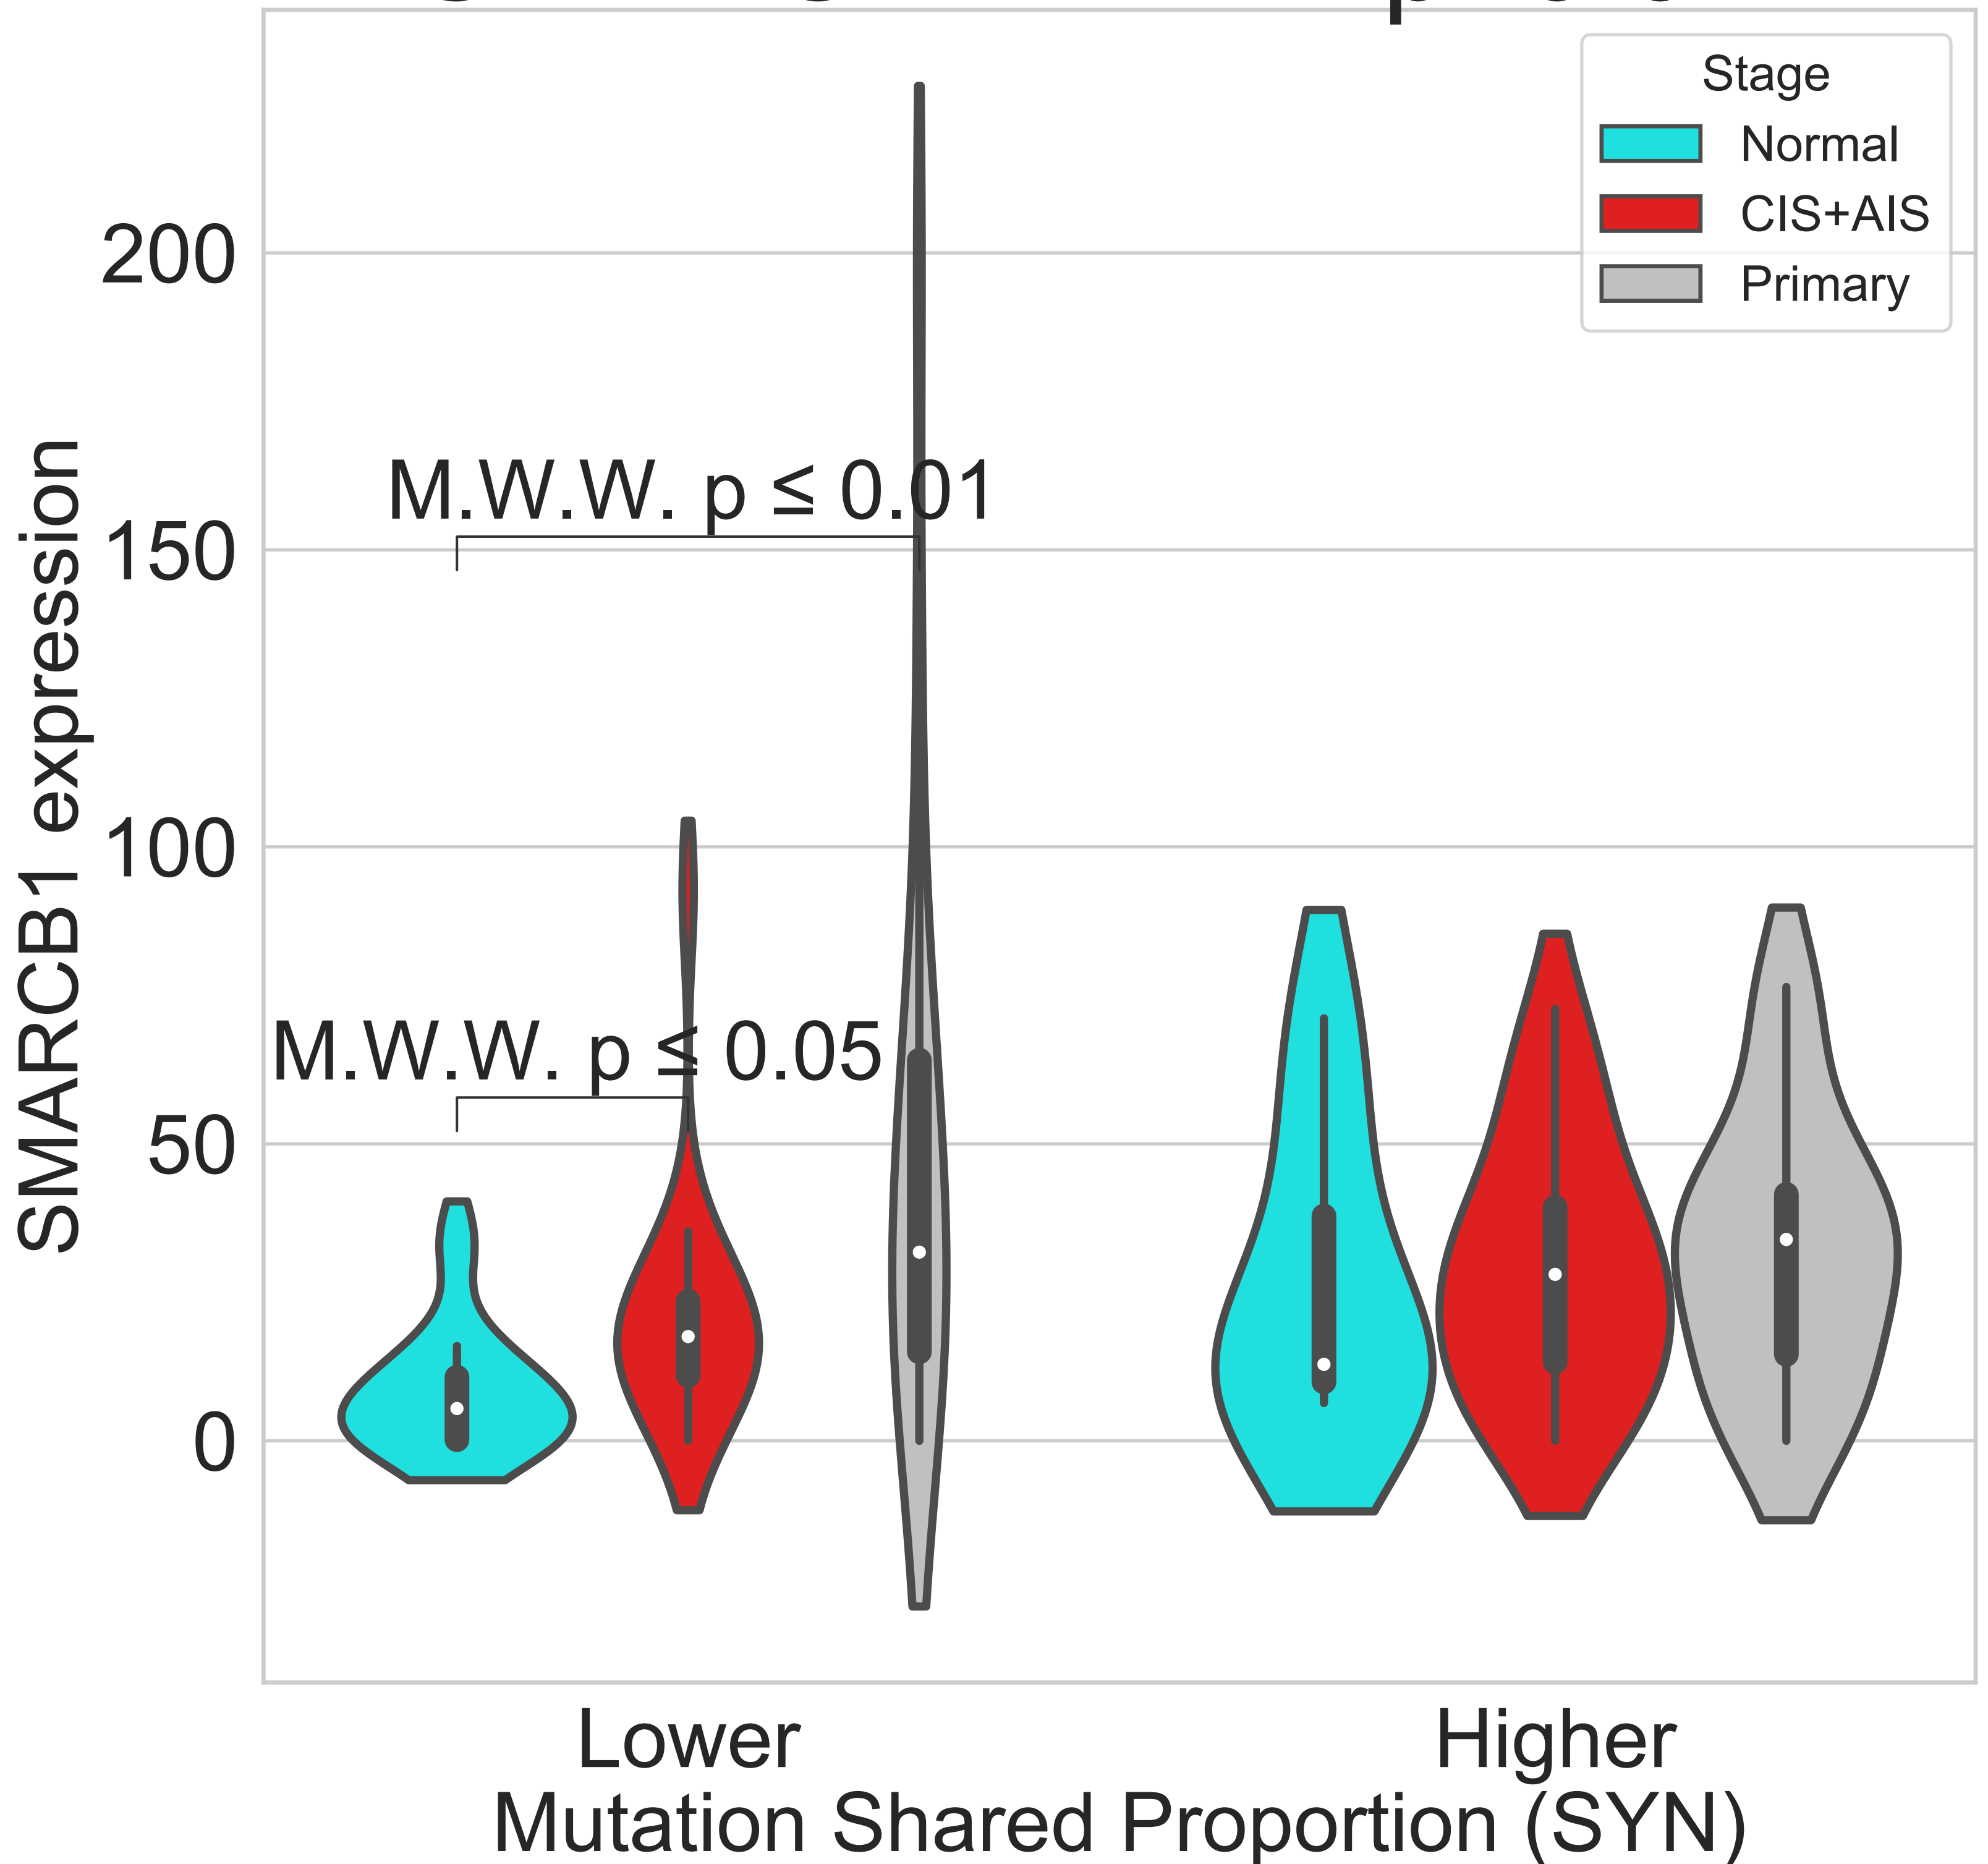 Stage
Normal
CIS+AIS
Primary
200
150
100
50
0
SMARCB1 expression
M.W.W. p ≤ 0.01
M.W.W. p ≤ 0.05
Lower
Higher
Mutation Shared Proportion (SYN)